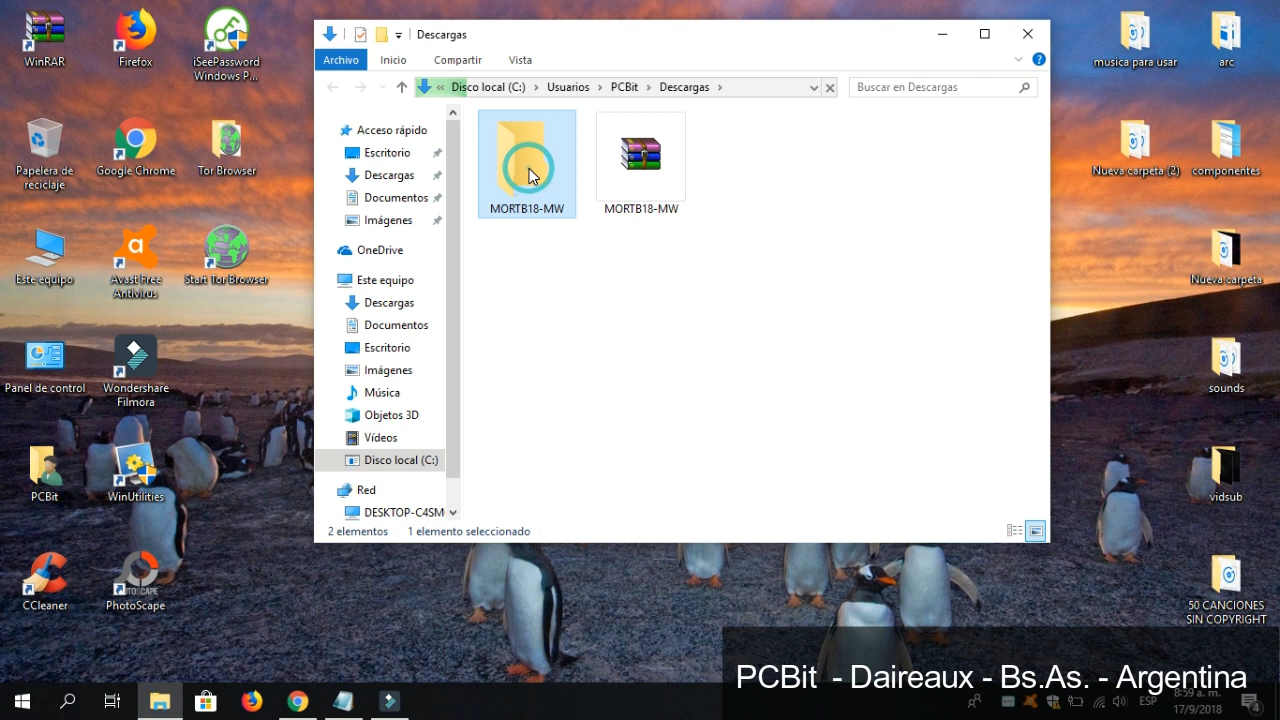 WinRAR
Firefox
iSeePassword
Windows P...
Papelera de
reciclaje
Google Chrome
Tor Browser
Este equipo
Avast Free
Antivirus
Start Tor Browser
Panel de control
Wondershare
Filmora
PCBit
WinUtilities
CCleaner
PhotoScape
Descargas
Archivo
Inicio
Compartir
Vista
« Disco local (C:) > Usuarios > PCBit > Descargas >
Buscar en Descargas
Acceso rápido
Escritorio
Descargas
Documentos
Imágenes
OneDrive
Este equipo
Descargas
Documentos
Escritorio
Imágenes
Música
Objetos 3D
Vídeos
Disco local (C:)
Red
DESKTOP-C4SM
MORTB18-MW
MORTB18-MW
2 elementos
1 elemento seleccionado
musica para usar
arc
Nueva carpeta (2)
componentes
Nueva carpeta
sounds
vidsub
50 CANCIONES
SIN COPYRIGHT
PCBit - Daireaux - Bs.As. - Argentina
ESP
8:59 a. m.
17/9/2018
4